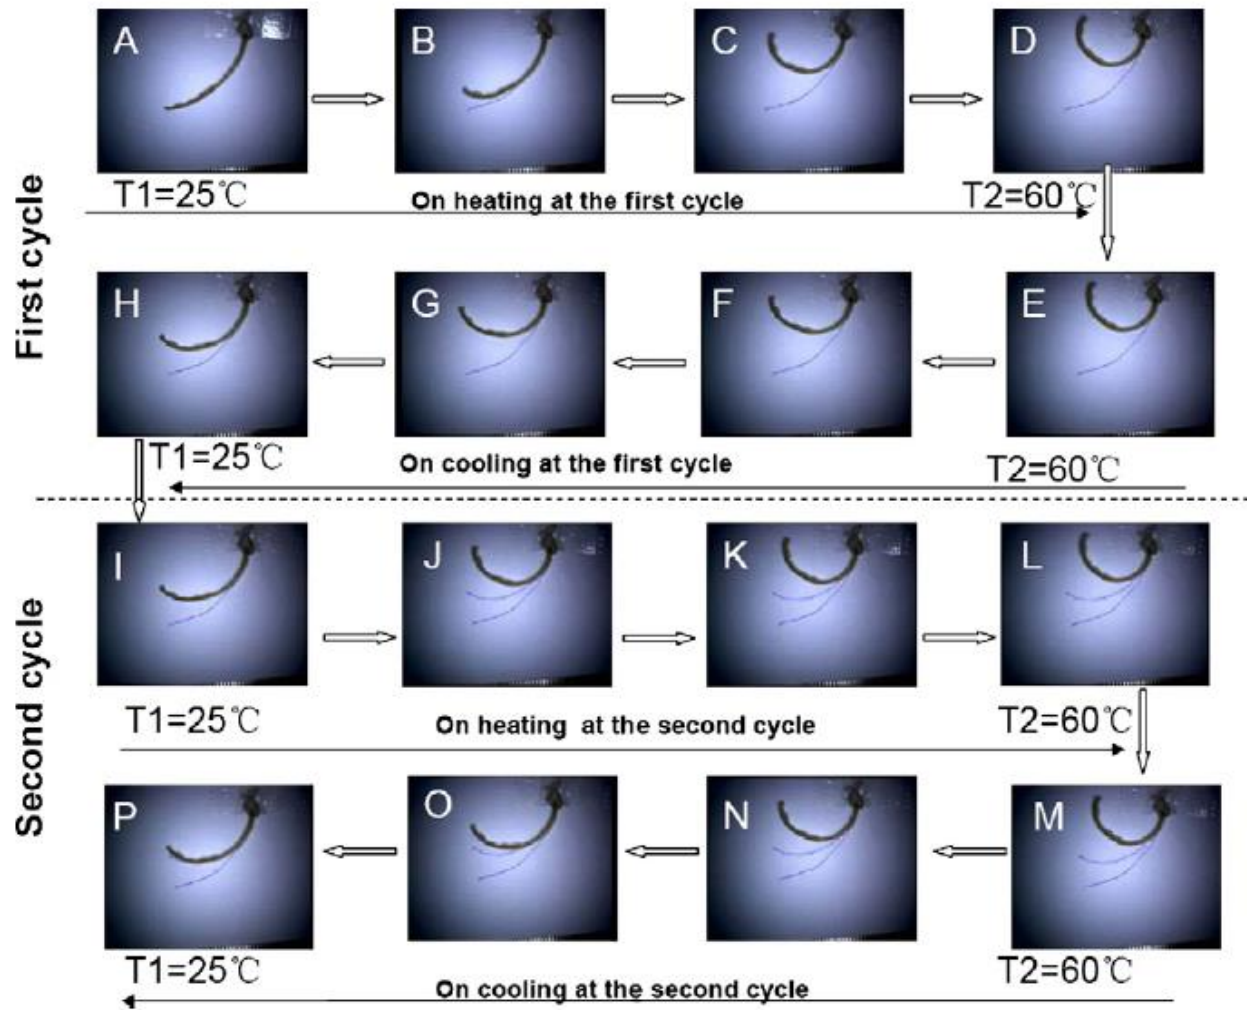 A B C D
T1=25℃ On heating at the first cycle T2=60℃
First cycle
H G F E
T1=25℃ On cooling at the first cycle T2=60℃
I J K L
T1=25℃ On heating at the second cycle T2=60℃
Second cycle
P O N M
T1=25℃ On cooling at the second cycle T2=60℃